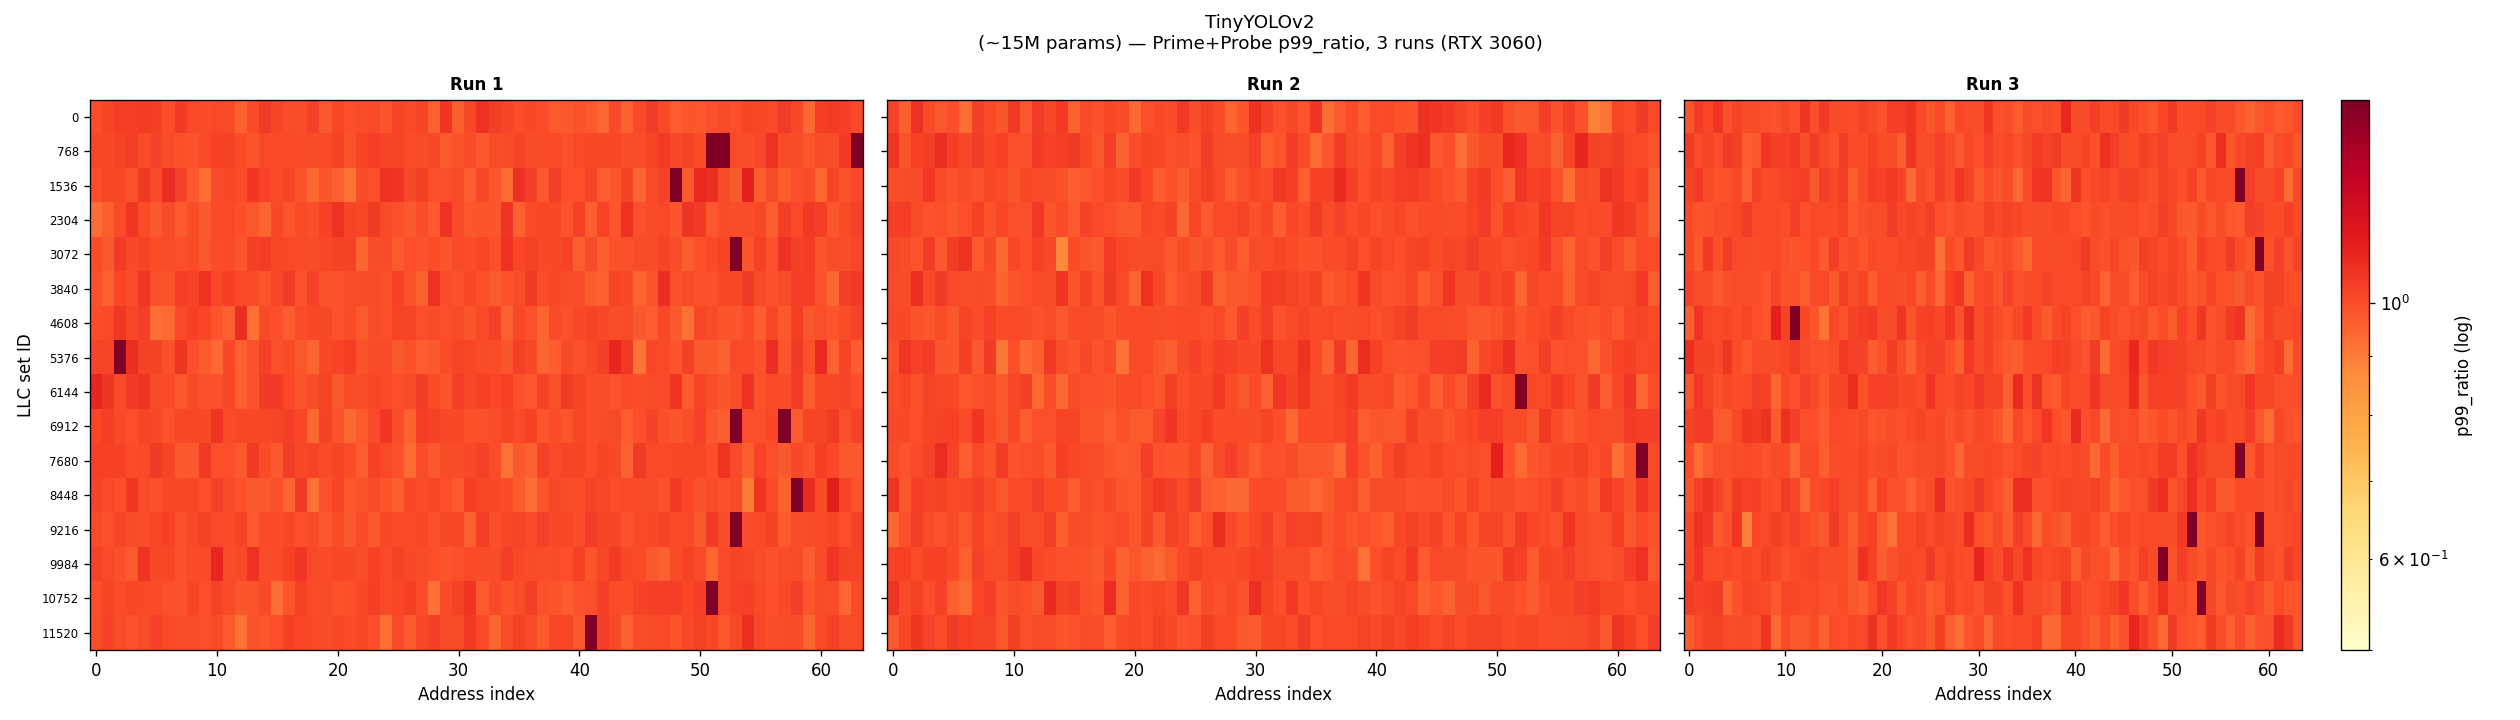 TinyYOLOv2
(~15M params) — Prime+Probe p99_ratio, 3 runs (RTX 3060)
Run 1
Run 2
Run 3
LLC set ID
0
768
1536
2304
3072
3840
4608
5376
6144
6912
7680
8448
9216
9984
10752
11520
0 10 20 30 40 50 60
0 10 20 30 40 50 60
0 10 20 30 40 50 60
Address index
Address index
Address index
10⁰
6 × 10⁻¹
p99_ratio (log)